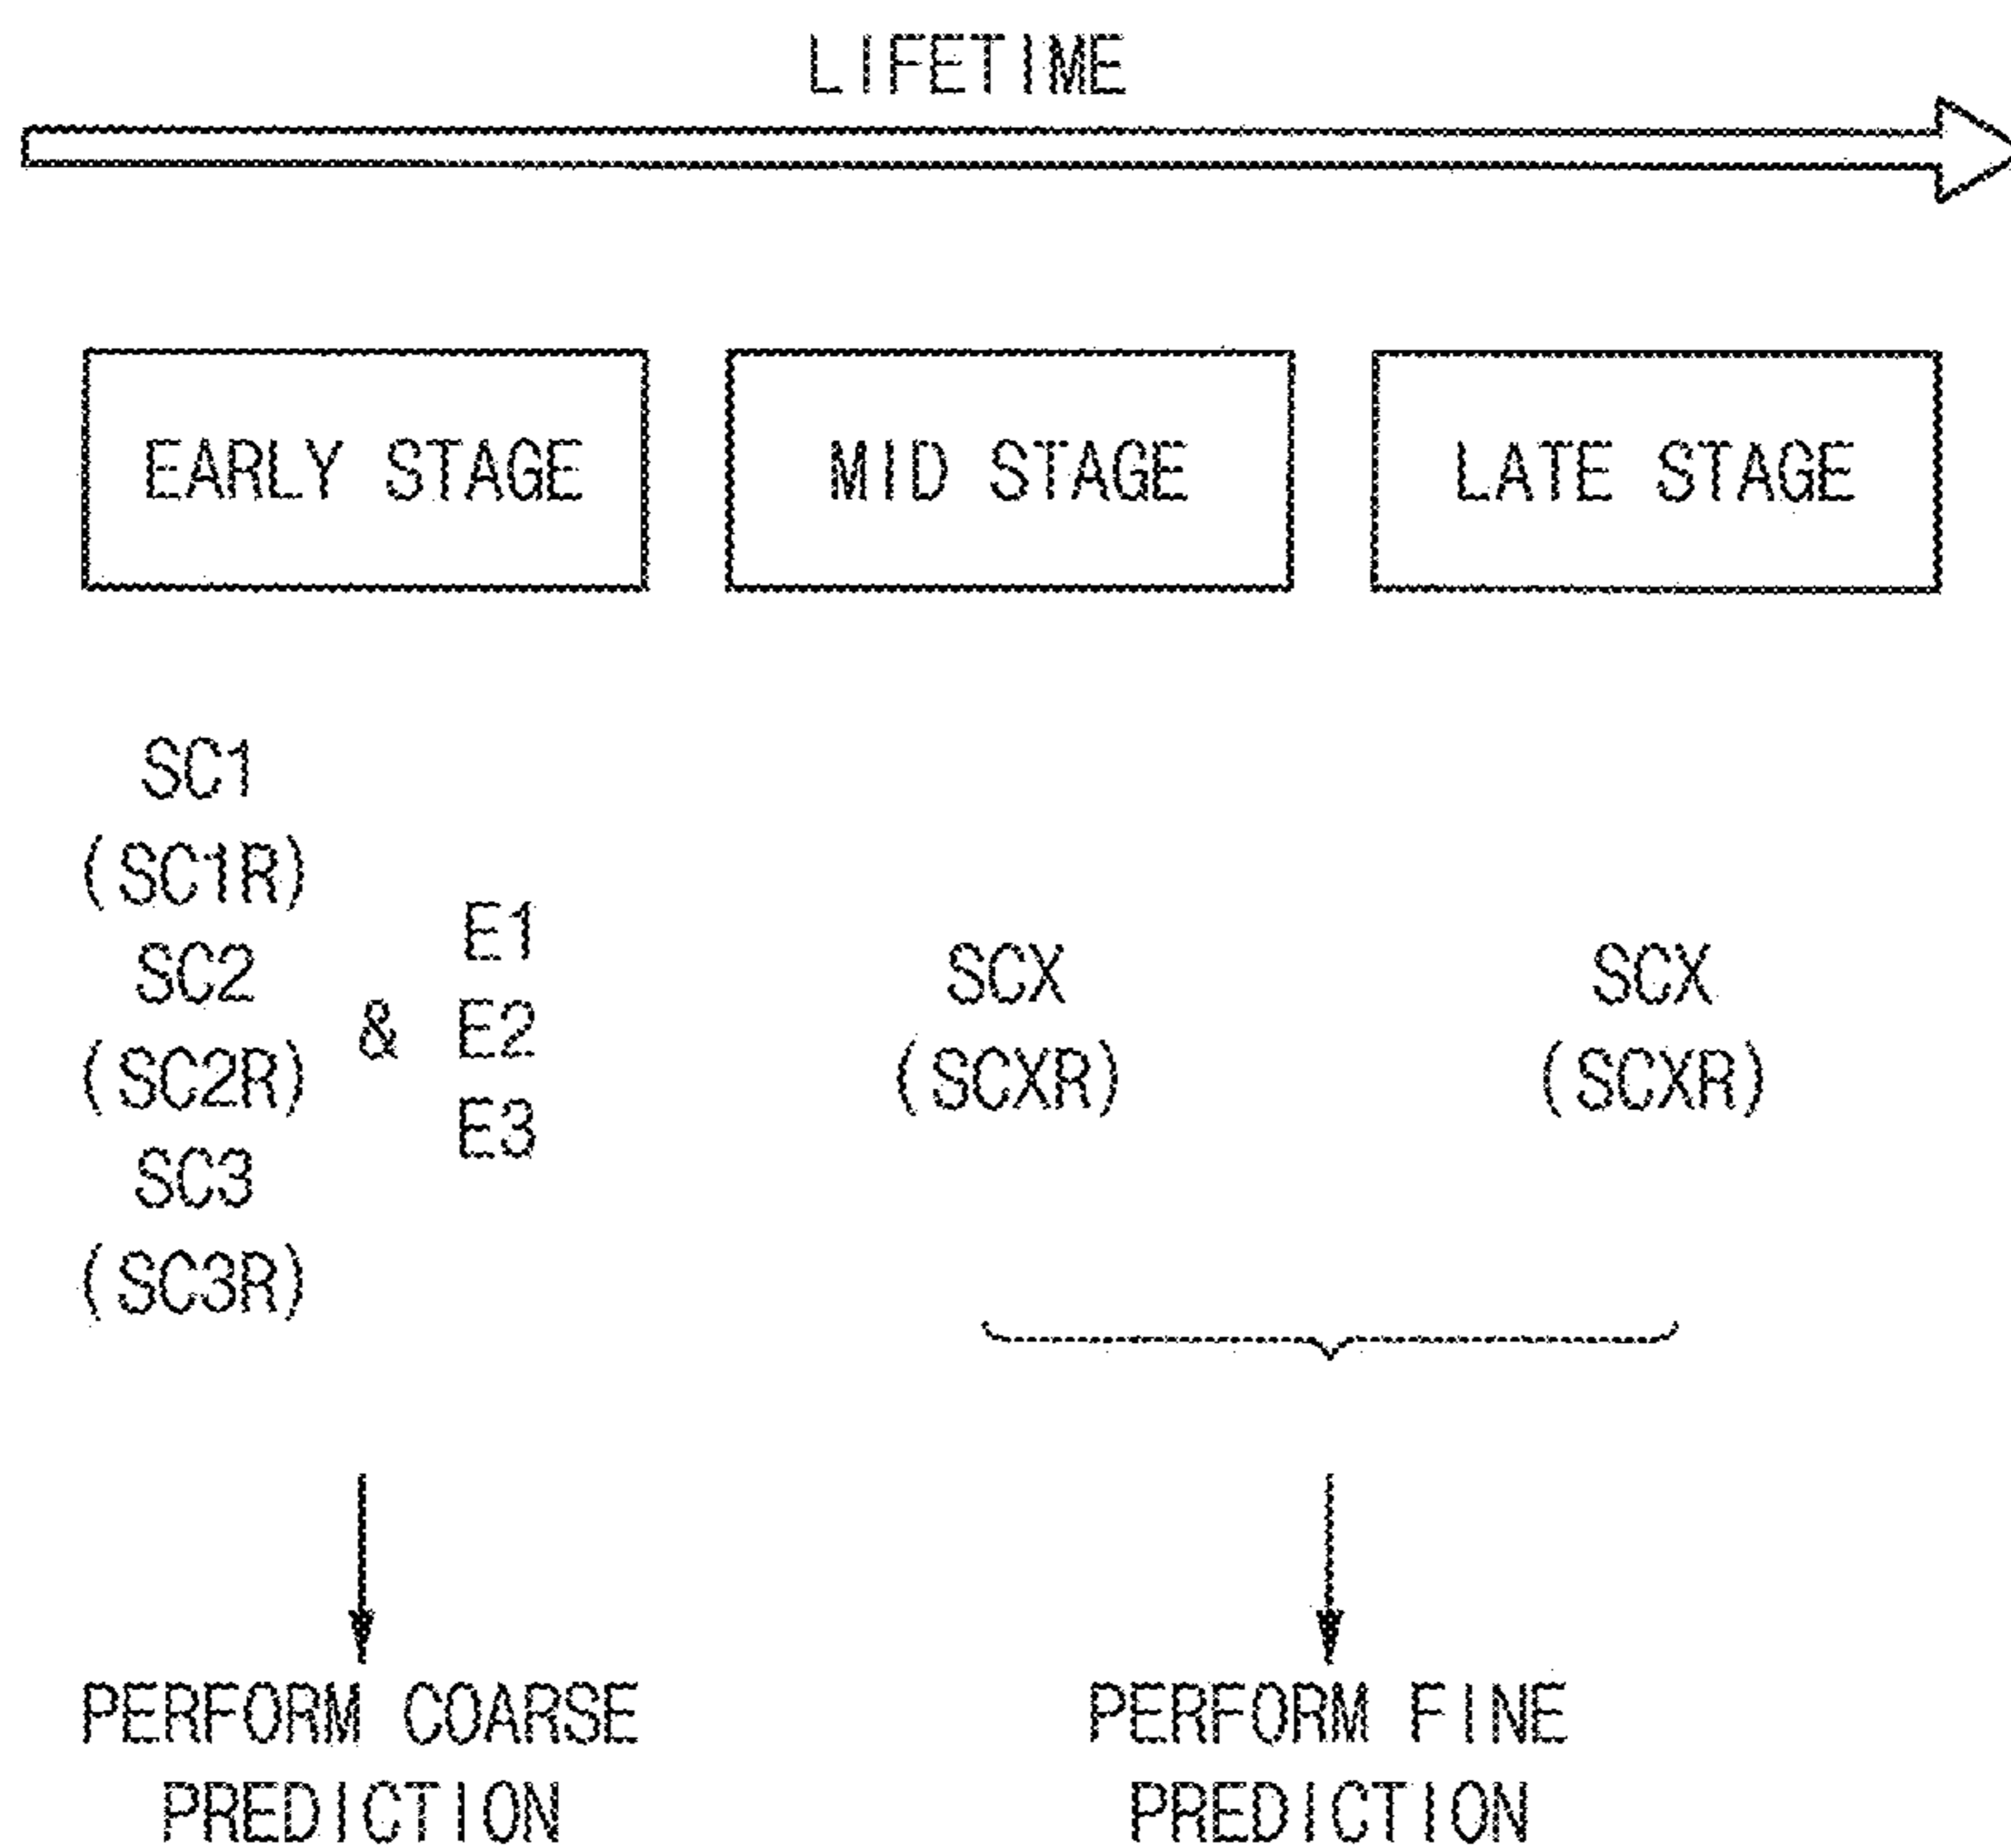 LIFETIME
EARLY STAGE
MID STAGE
LATE STAGE
SC1
(SC1R)
SC2
(SC2R)
SC3
(SC3R)
&
E1
E2
E3
SCX
(SCXR)
SCX
(SCXR)
PERFORM COARSE
PREDICTION
PERFORM FINE
PREDICTION